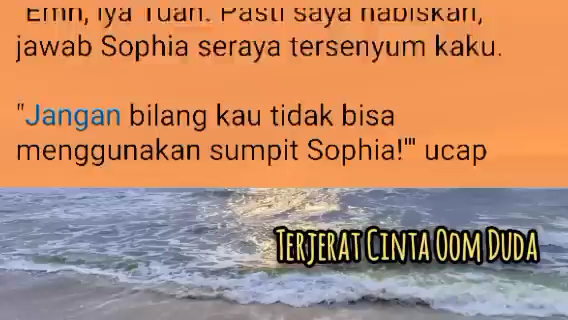 "Emh, iya Tuan. Pasti saya habiskan,
jawab Sophia seraya tersenyum kaku.
"Jangan bilang kau tidak bisa
menggunakan sumpit Sophia!"' ucap
Terjerat Cinta Oom Duda